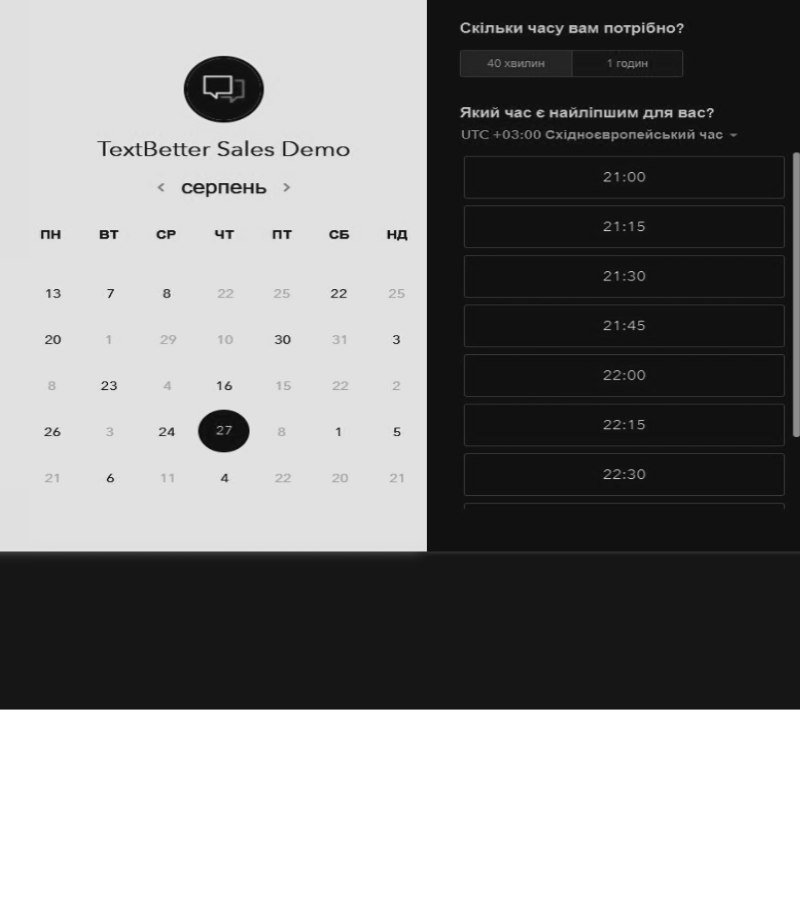 TextBetter Sales Demo
< серпень >
ПН ВТ СР ЧТ ПТ СБ НД
13 7 8 22 25 22 25
20 1 29 10 30 31 3
8 23 4 16 15 22 2
26 3 24 27 8 1 5
21 6 11 4 22 20 21
Скільки часу вам потрібно?
40 хвилин 1 годин
Який час є найліпшим для вас?
UTC +03:00 Східноєвропейський час
21:00
21:15
21:30
21:45
22:00
22:15
22:30